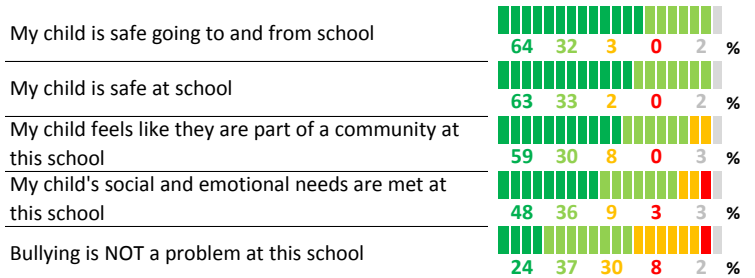 My child is safe going to and from school
64 32 3 0 2 %
My child is safe at school
63 33 2 0 2 %
My child feels like they are part of a community at
this school
59 30 8 0 3 %
My child's social and emotional needs are met at
this school
48 36 9 3 3 %
Bullying is NOT a problem at this school
24 37 30 8 2 %